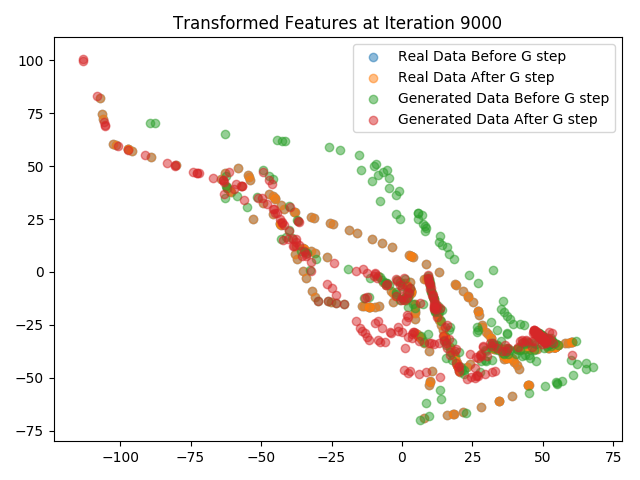 Transformed Features at Iteration 9000
Real Data Before G step
Real Data After G step
Generated Data Before G step
Generated Data After G step
100
75
50
25
0
−25
−50
−75
−100 −75 −50 −25 0 25 50 75